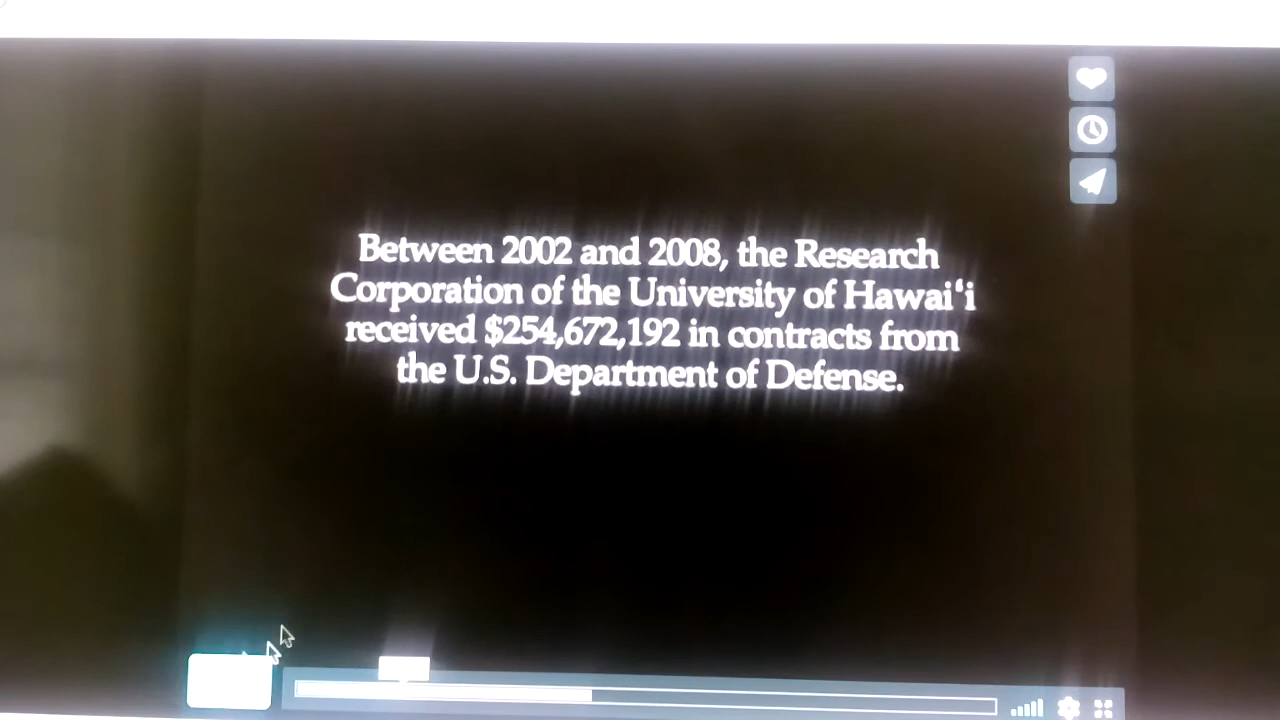 Between 2002 and 2008, the Research
Corporation of the University of Hawaiʻi
received $254,672,192 in contracts from
the U.S. Department of Defense.